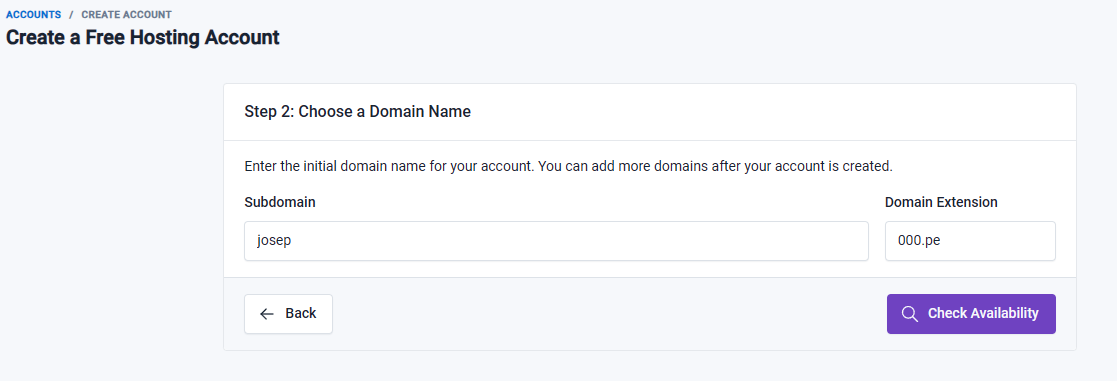 ACCOUNTS / CREATE ACCOUNT
Create a Free Hosting Account
Step 2: Choose a Domain Name
Enter the initial domain name for your account. You can add more domains after your account is created.
Subdomain Domain Extension
josep 000.pe
Back Check Availability